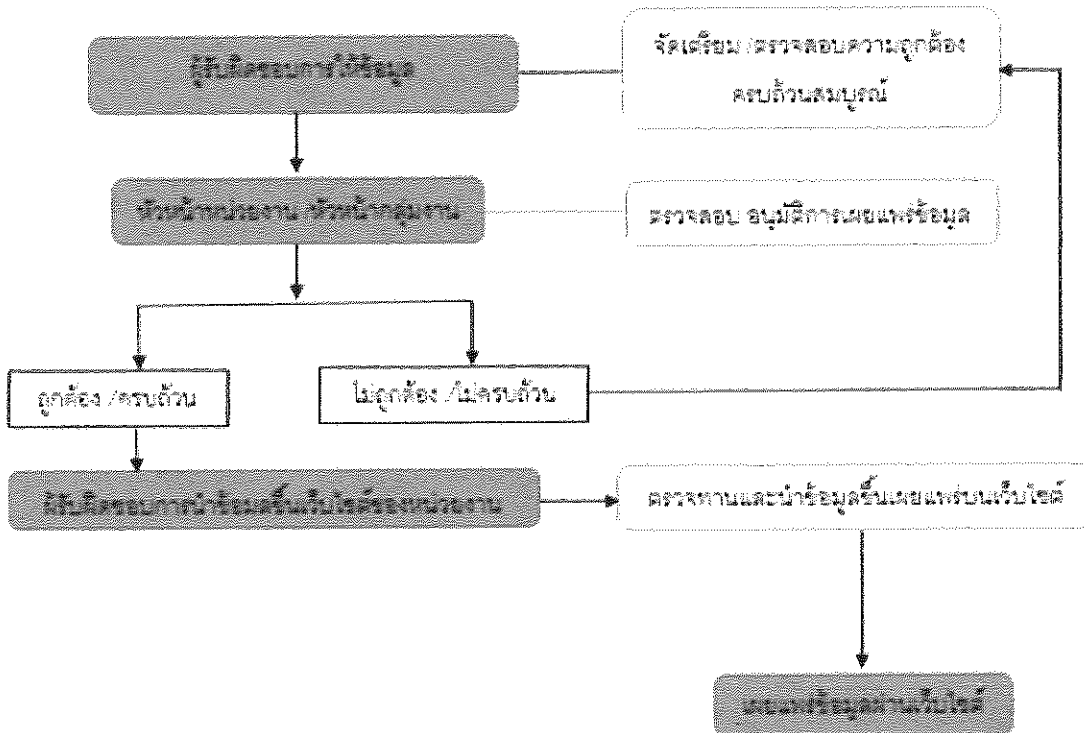 ผู้รับผิดชอบการให้ข้อมูล
จัดเตรียม /ตรวจสอบความถูกต้อง
ครบถ้วนสมบูรณ์
หัวหน้าหน่วยงาน หัวหน้ากลุ่มงาน
ตรวจสอบ อนุมัติการเผยแพร่ข้อมูล
ถูกต้อง /ครบถ้วน
ไม่ถูกต้อง /ไม่ครบถ้วน
ผู้รับผิดชอบการนำข้อมูลขึ้นเว็บไซต์ของหน่วยงาน
ตรวจทานและนำข้อมูลขึ้นเผยแพร่บนเว็บไซต์
เผยแพร่ข้อมูลผ่านเว็บไซต์